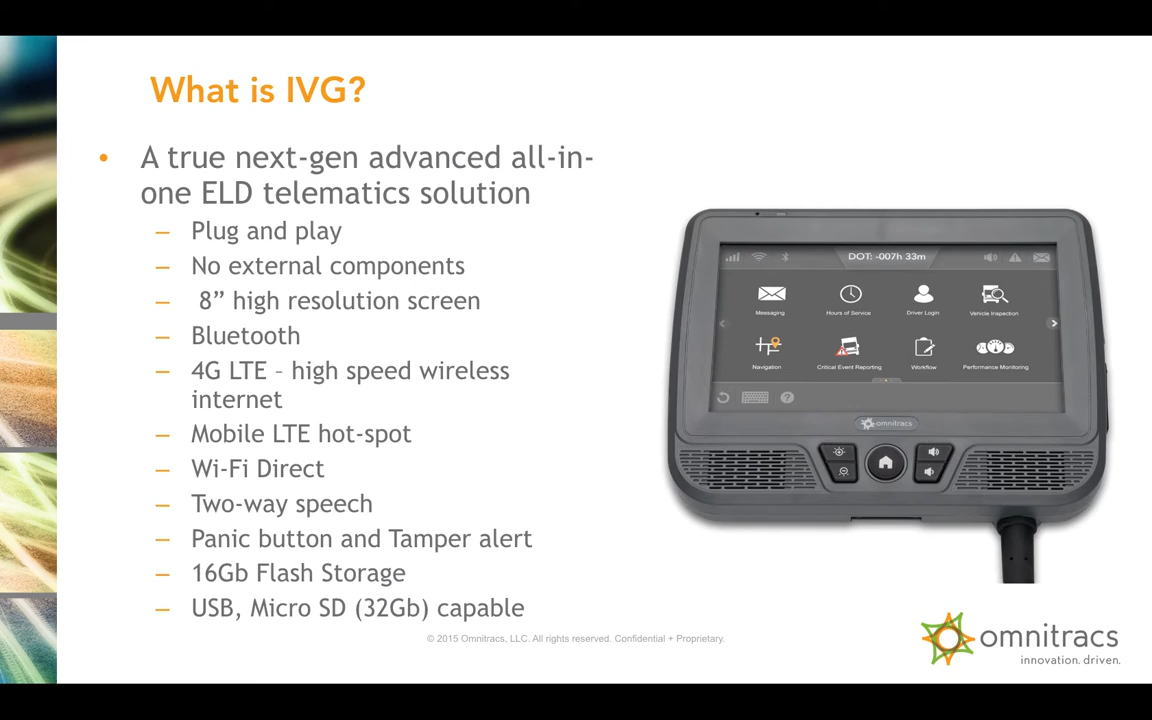 What is IVG?
• A true next-gen advanced all-in-
one ELD telematics solution
– Plug and play
– No external components
– 8” high resolution screen
– Bluetooth
– 4G LTE – high speed wireless
internet
– Mobile LTE hot-spot
– Wi-Fi Direct
– Two-way speech
– Panic button and Tamper alert
– 16Gb Flash Storage
– USB, Micro SD (32Gb) capable
DOT: -007h 33m
Messaging Hours of Service Driver Login Vehicle Inspection
Navigation Critical Event Reporting Workflow Performance Monitoring
omnitracs
© 2015 Omnitracs, LLC. All rights reserved. Confidential + Proprietary.
omnitracs
innovation. driven.